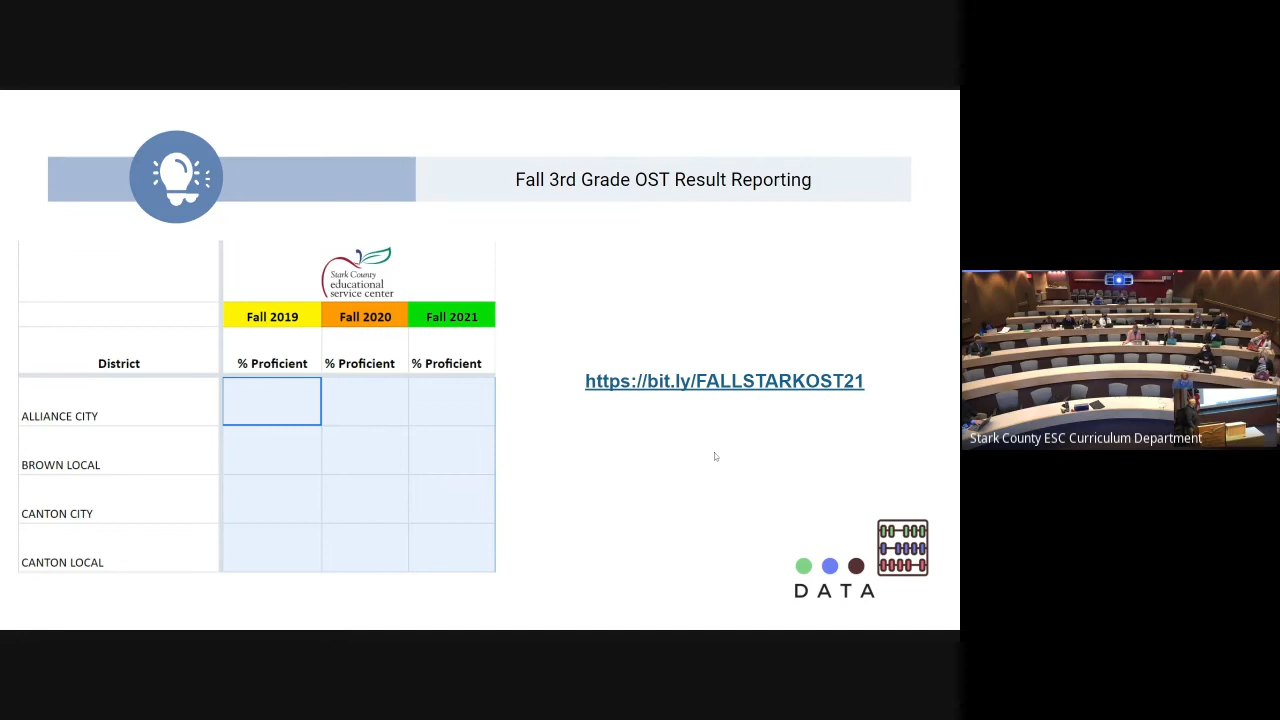 Fall 3rd Grade OST Result Reporting
Stark County
educational
service center
Fall 2019 Fall 2020 Fall 2021
District % Proficient % Proficient % Proficient
ALLIANCE CITY
BROWN LOCAL
CANTON CITY
CANTON LOCAL
https://bit.ly/FALLSTARKOST21
DATA
Stark County ESC Curriculum Department